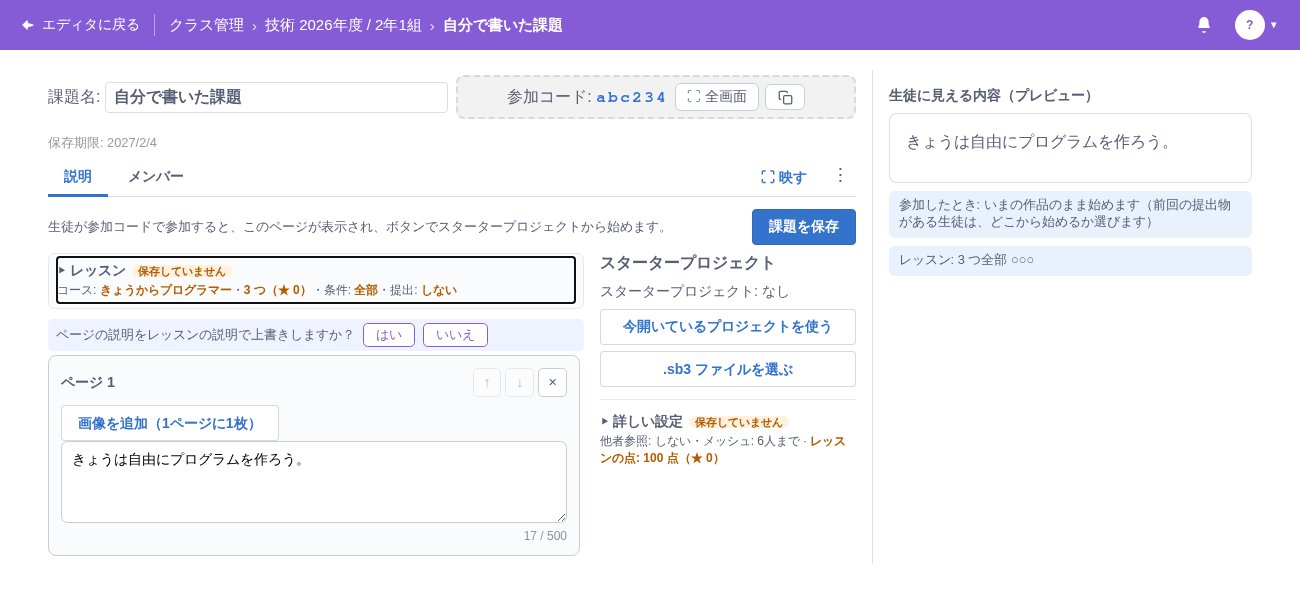 エディタに戻る
クラス管理 › 技術 2026年度 / 2年1組 › 自分で書いた課題
?
課題名: 自分で書いた課題
参加コード: abc234 全画面
保存期限: 2027/2/4
説明 メンバー 映す
生徒が参加コードで参加すると、このページが表示され、ボタンでスタータープロジェクトから始めます。
課題を保存
レッスン 保存していません
コース: きょうからプログラマー · 3 つ（★ 0） · 条件: 全部 · 提出: しない
ページの説明をレッスンの説明で上書きしますか？ はい いいえ
ページ 1 ↑ ↓ ×
画像を追加（1ページに1枚）
きょうは自由にプログラムを作ろう。
17 / 500
スタータープロジェクト
スタータープロジェクト: なし
今開いているプロジェクトを使う
.sb3 ファイルを選ぶ
詳しい設定 保存していません
他者参照: しない · メッシュ: 6人まで · レッス
ンの点: 100 点（★ 0）
生徒に見える内容（プレビュー）
きょうは自由にプログラムを作ろう。
参加したとき: いまの作品のまま始めます（前回の提出物
がある生徒は、どこから始めるか選びます）
レッスン: 3 つ全部 ○○○